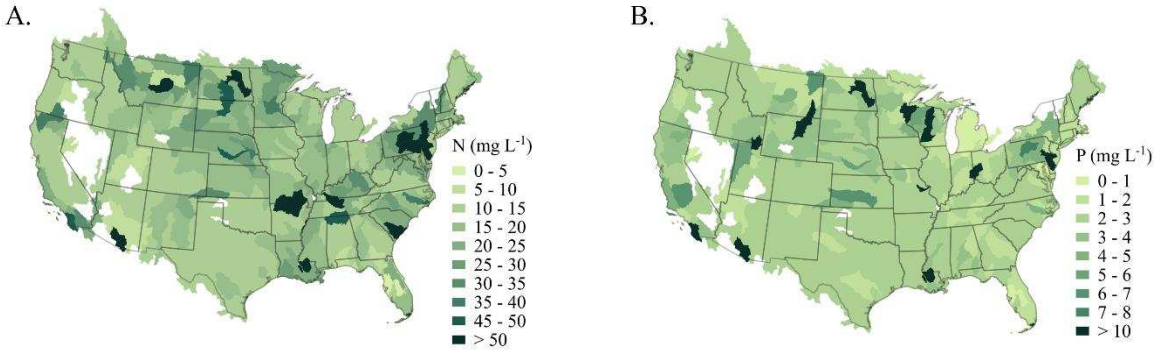 A.
N (mg L⁻¹)
0 - 5
5 - 10
10 - 15
15 - 20
20 - 25
25 - 30
30 - 35
35 - 40
45 - 50
> 50
B.
P (mg L⁻¹)
0 - 1
1 - 2
2 - 3
3 - 4
4 - 5
5 - 6
6 - 7
7 - 8
> 10